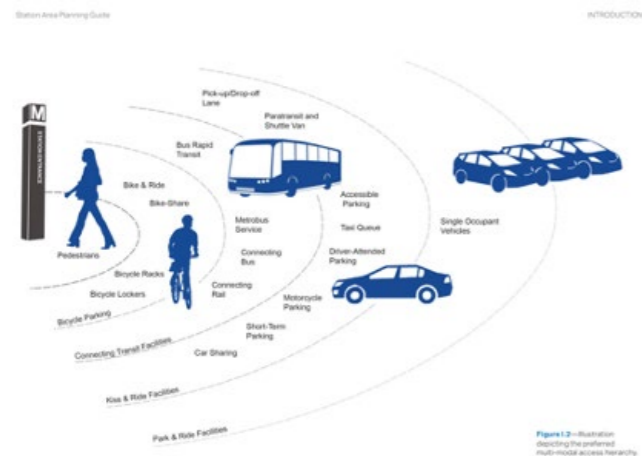 Station Area Planning Guide
INTRODUCTION
Pick-up/Drop-off
Lane
Paratransit and
Shuttle Van
Bus Rapid
Transit
M
STATION ENTRANCE
Bike & Ride
Bike-Share
Accessible
Parking
Metrobus
Service
Taxi Queue
Single Occupant
Vehicles
Pedestrians
Connecting
Bus
Driver-Attended
Parking
Bicycle Racks
Bicycle Lockers
Connecting
Rail
Motorcycle
Parking
Bicycle Parking
Short-Term
Parking
Connecting Transit Facilities
Car Sharing
Kiss & Ride Facilities
Park & Ride Facilities
Figure I.2—Illustration
depicting the preferred
multi-modal access hierarchy.